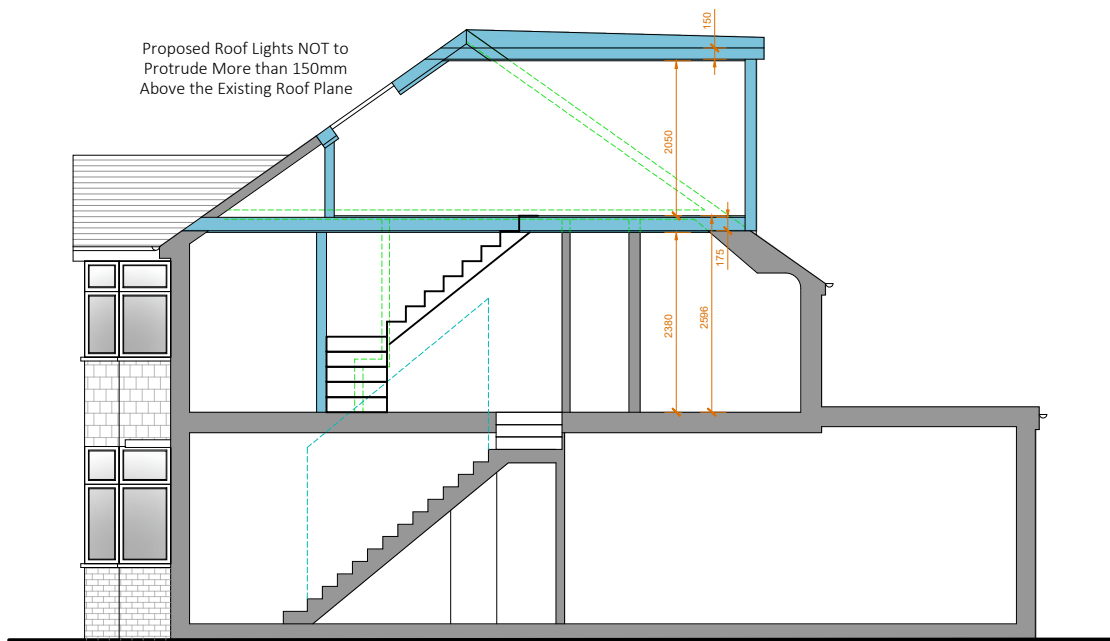 Proposed Roof Lights NOT to
Protrude More than 150mm
Above the Existing Roof Plane
150
2050
175
2380
2596